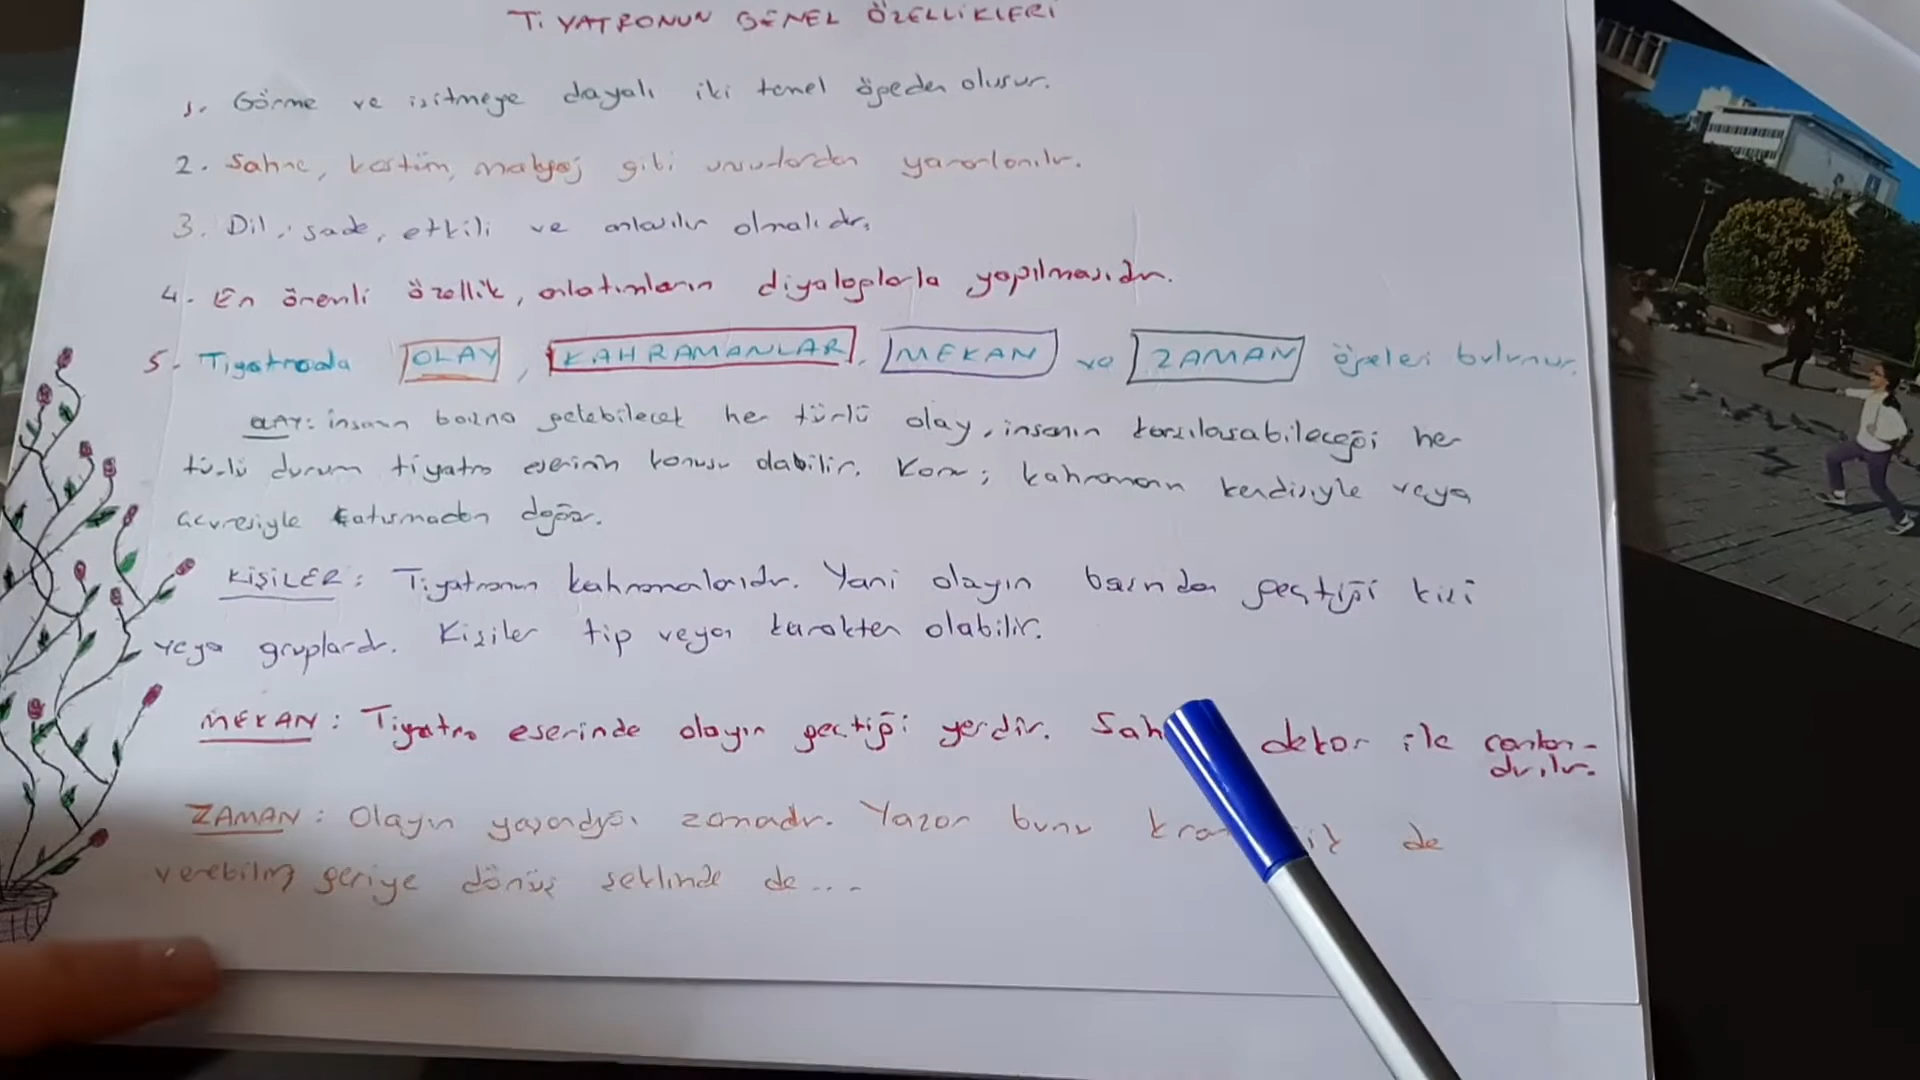 TİYATRONUN GENEL ÖZELLİKLERİ
1. Görme ve işitmeye dayalı iki temel öğeden oluşur.
2. Sahne, kostüm, makyaj gibi unsurlardan yararlanılır.
3. Dil, sade, etkili ve anlaşılır olmalıdır.
4. En önemli özellik, anlatımların diyaloglarla yapılmasıdır.
5. Tiyatroda OLAY, KAHRAMANLAR, MEKAN ve ZAMAN öğeleri bulunur.
OLAY: insanın başına gelebilecek her türlü olay, insanın karşılaşabileceği her
türlü durum tiyatro eserinin konusu olabilir. Konu; kahramanın kendisiyle veya
çevresiyle çatışmadan doğar.
KİŞİLER: Tiyatronun kahramanlarıdır. Yani olayın başından geçtiği kişi
veya gruplardır. Kişiler tip veya karakter olabilir.
MEKAN: Tiyatro eserinde olayın geçtiği yerdir. dekor ile canlan-
dırılır.
ZAMAN: Olayın yaşandığı zamandır. Yazar bunu de
verebilir, geriye dönüş şeklinde de...